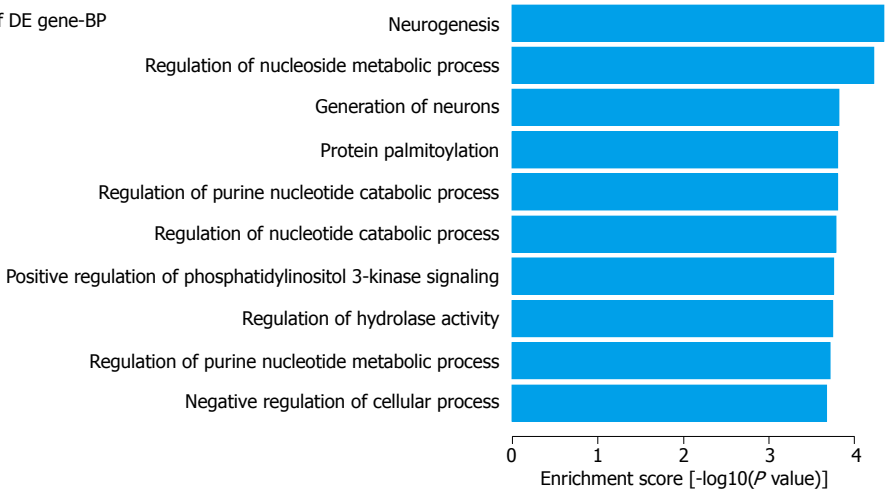 DE gene-BP
Neurogenesis
Regulation of nucleoside metabolic process
Generation of neurons
Protein palmitoylation
Regulation of purine nucleotide catabolic process
Regulation of nucleotide catabolic process
Positive regulation of phosphatidylinositol 3-kinase signaling
Regulation of hydrolase activity
Regulation of purine nucleotide metabolic process
Negative regulation of cellular process
0 1 2 3 4
Enrichment score [-log10(P value)]